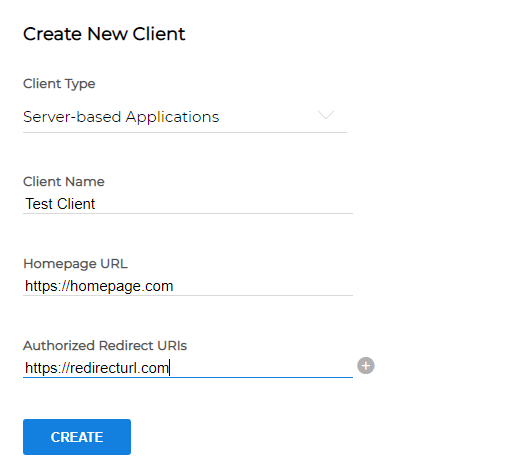 Create New Client
Client Type
Server-based Applications
Client Name
Test Client
Homepage URL
https://homepage.com
Authorized Redirect URIs
https://redirecturl.com
CREATE